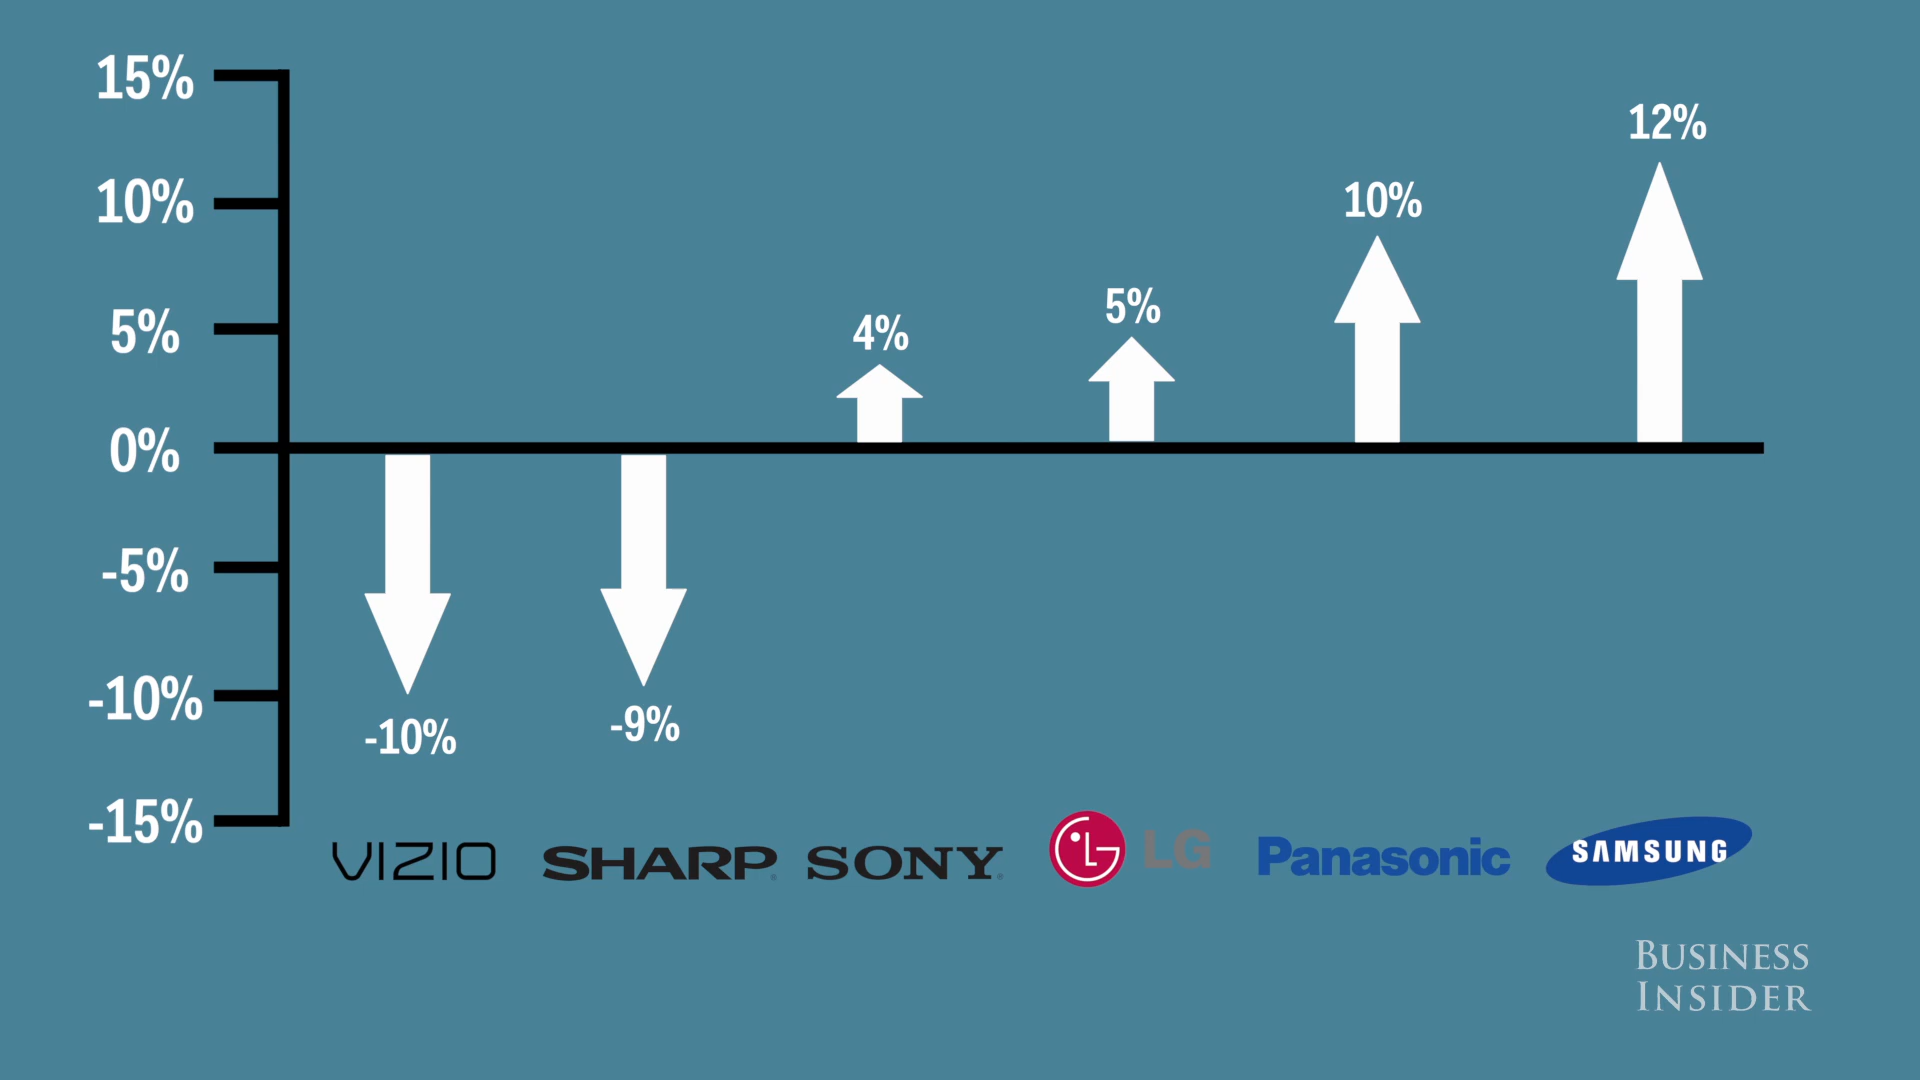 15%
10%
5%
0%
-5%
-10%
-15%
-10%
-9%
4%
5%
10%
12%
VIZIO
SHARP
SONY
LG
LG
Panasonic
SAMSUNG
BUSINESS
INSIDER